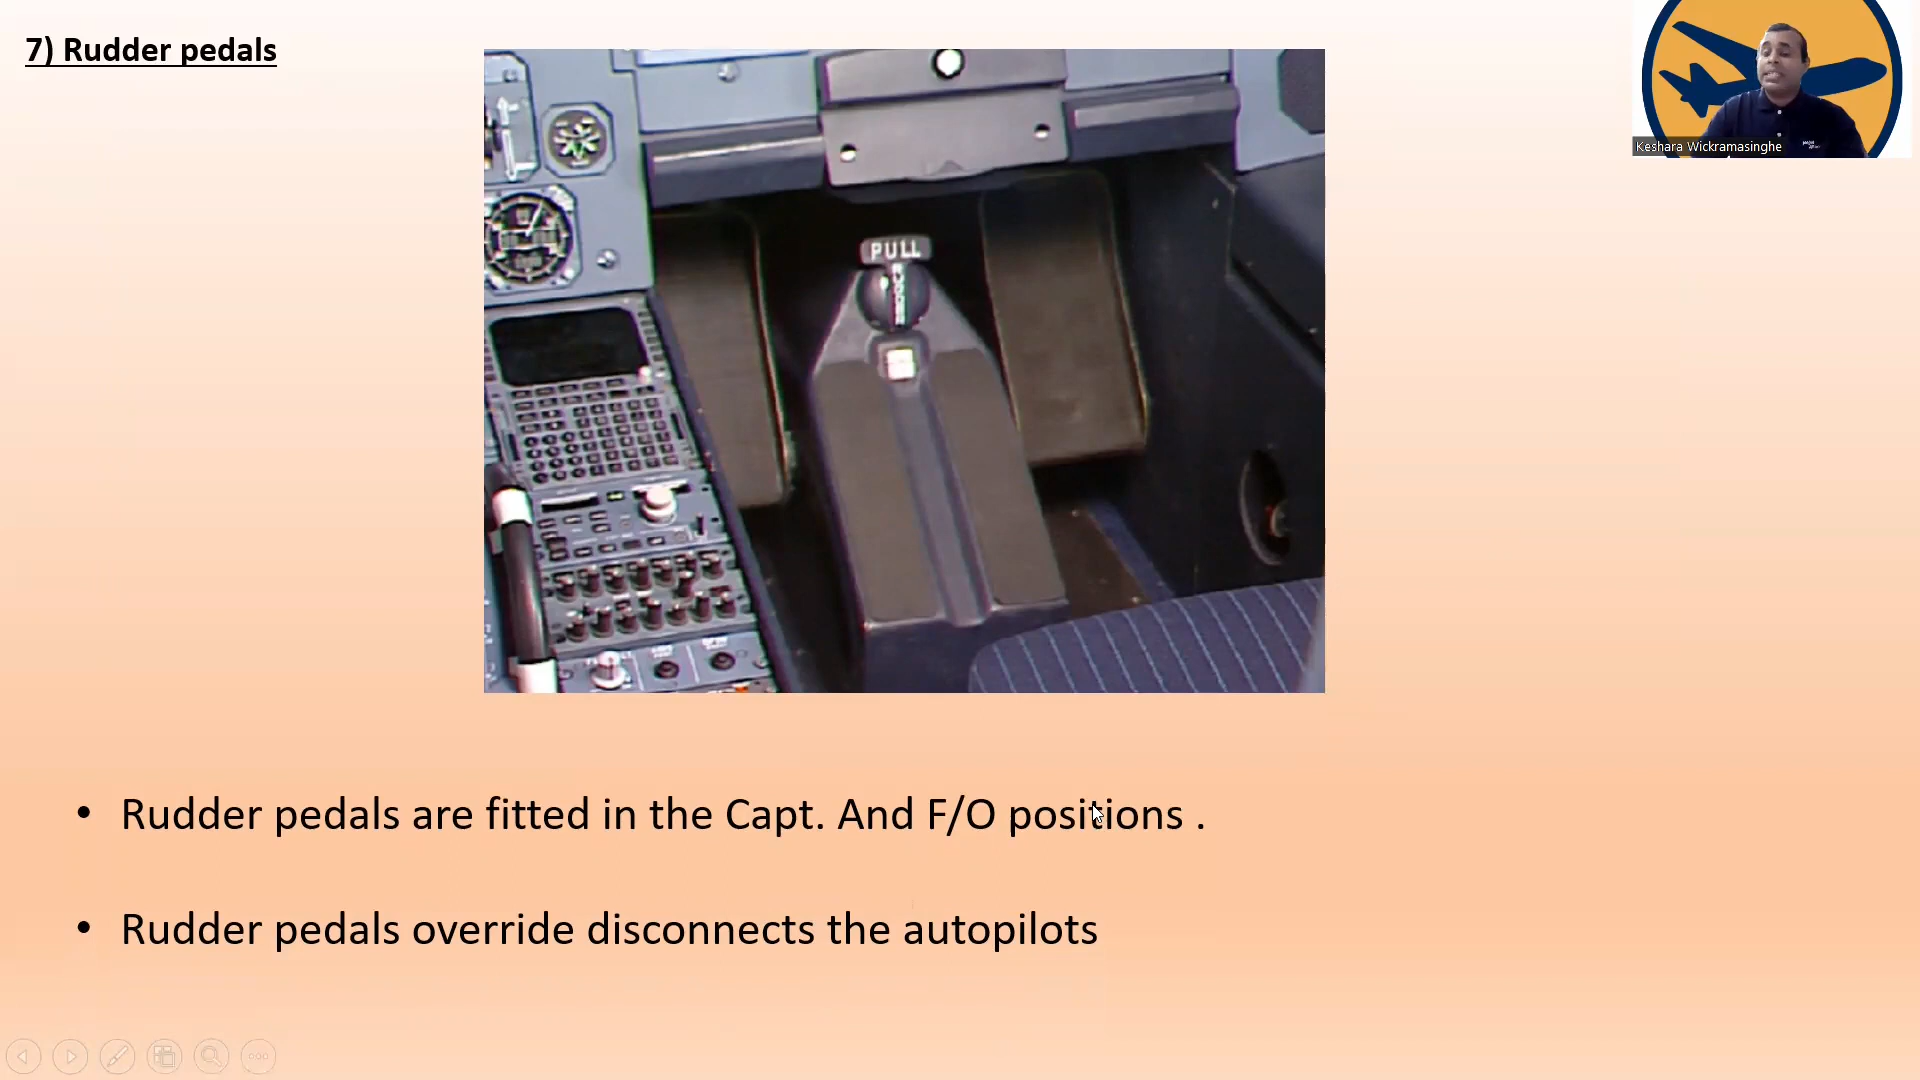 7) Rudder pedals
Keshara Wickramasinghe
PULL
• Rudder pedals are fitted in the Capt. And F/O positions .
• Rudder pedals override disconnects the autopilots